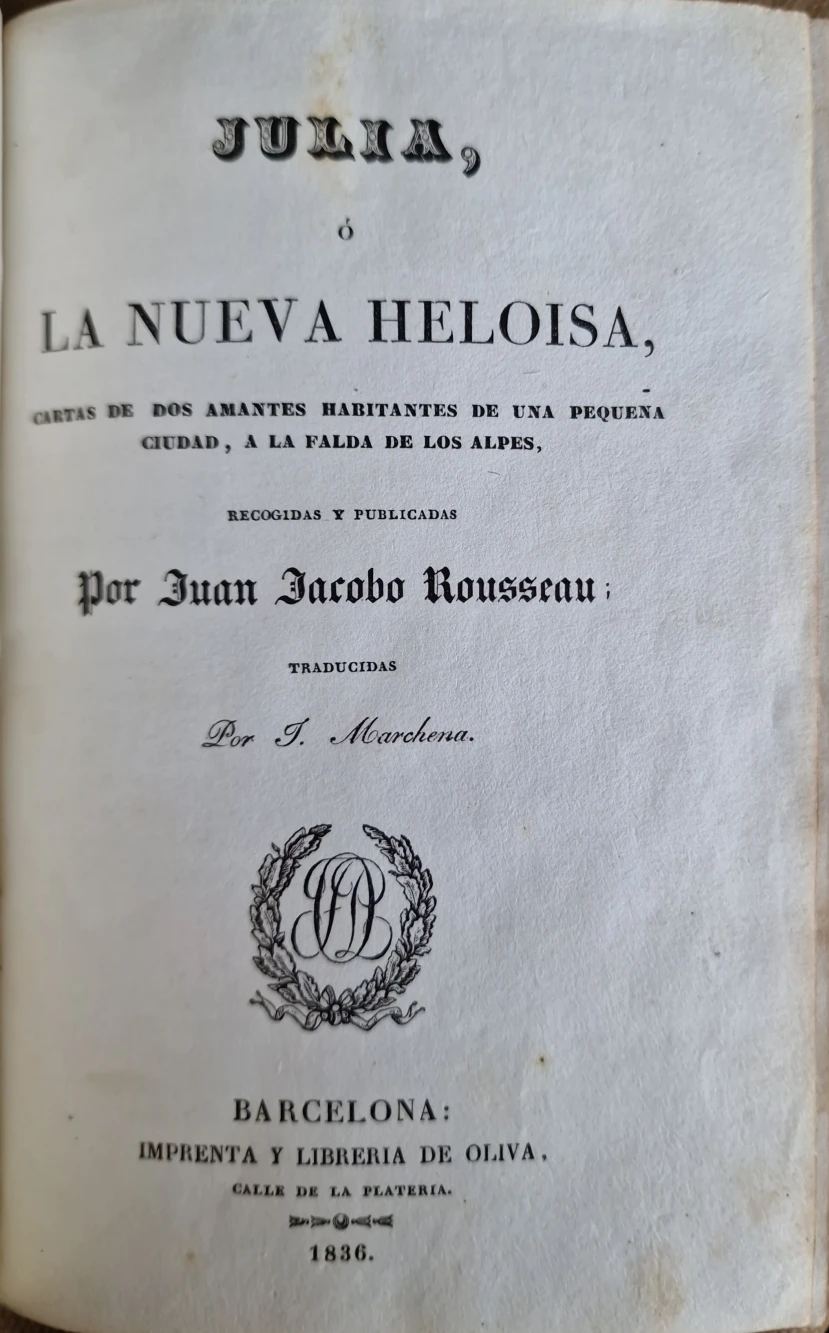 JULIA,
ó
LA NUEVA HELOISA,
CARTAS DE DOS AMANTES HABITANTES DE UNA PEQUEÑA
CIUDAD, A LA FALDA DE LOS ALPES,
RECOGIDAS Y PUBLICADAS
Por Juan Jacobo Rousseau;
TRADUCIDAS
Por J. Marchena.
BARCELONA:
IMPRENTA Y LIBRERIA DE OLIVA,
CALLE DE LA PLATERÍA.
1836.